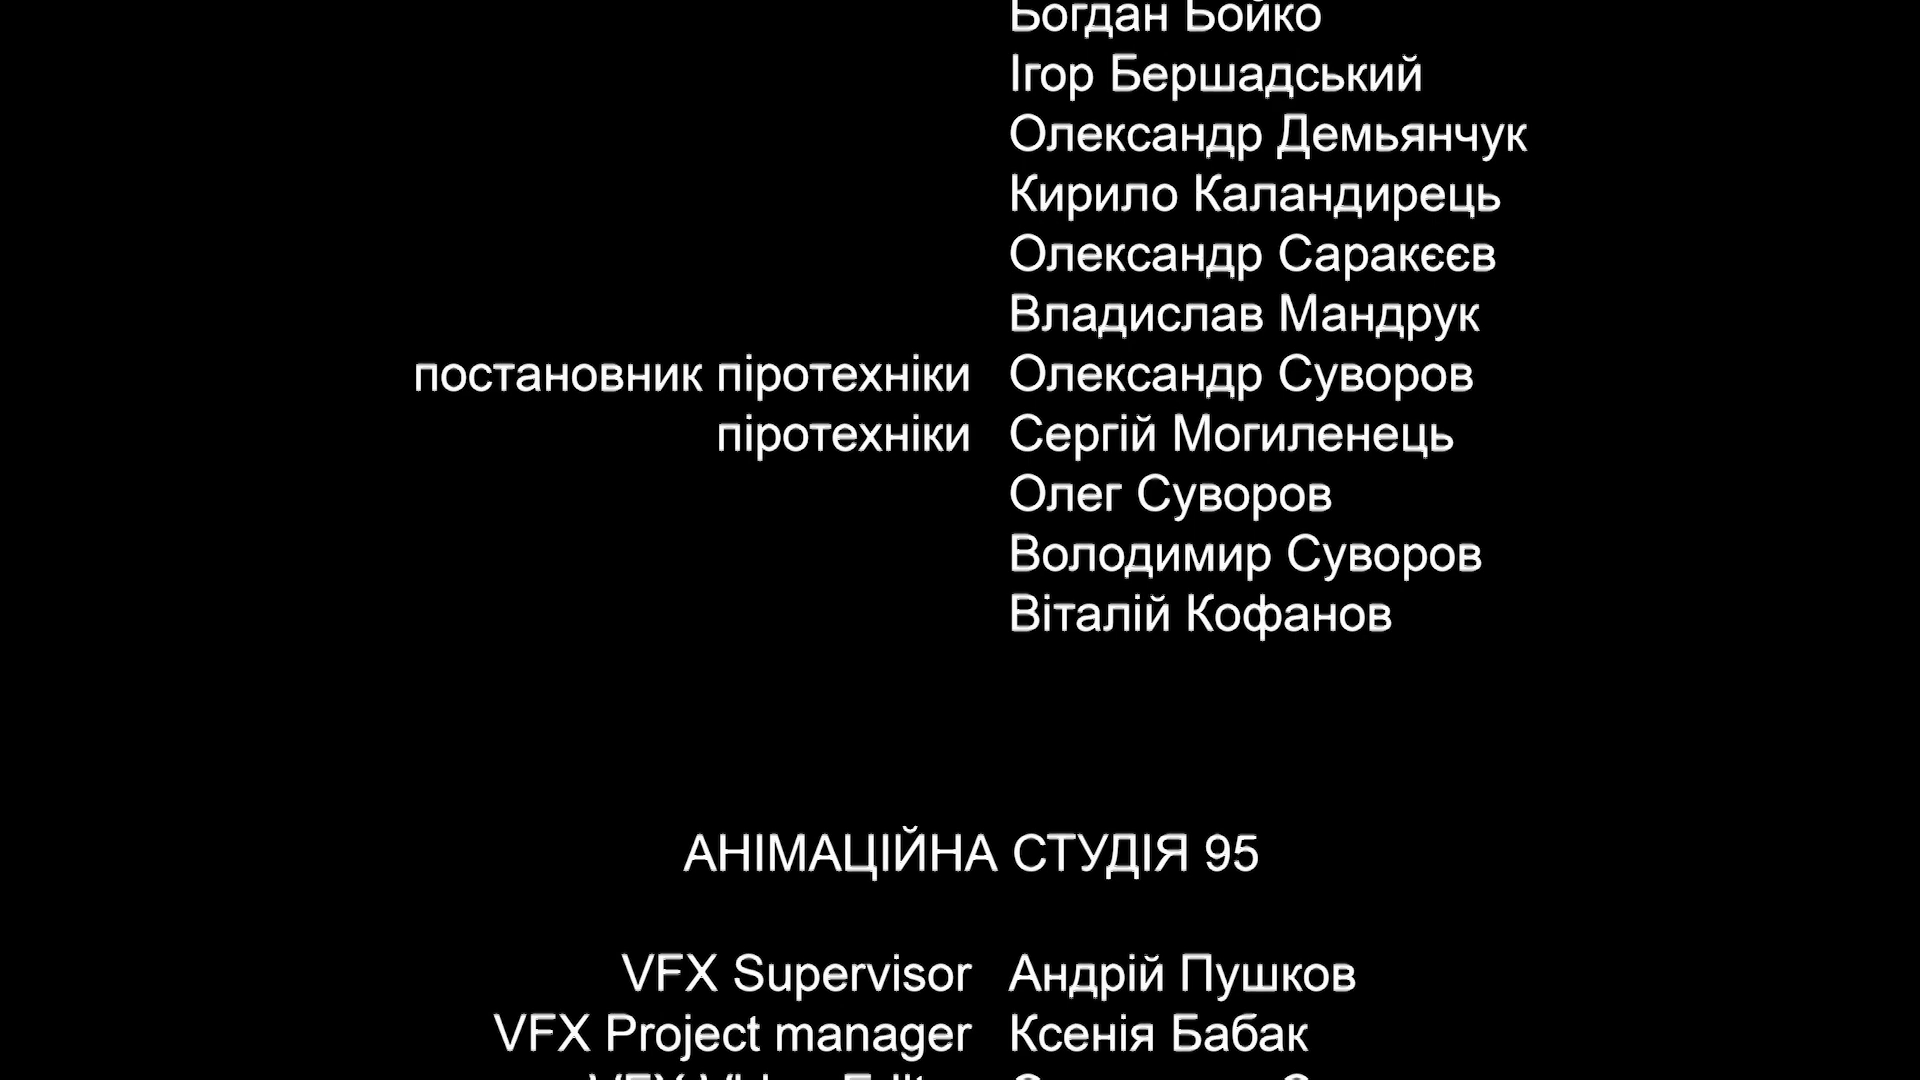 Богдан Бойко
Ігор Бершадський
Олександр Демьянчук
Кирило Каландирець
Олександр Саракєєв
Владислав Мандрук
постановник піротехніки Олександр Суворов
піротехніки Сергій Могиленець
Олег Суворов
Володимир Суворов
Віталій Кофанов
АНІМАЦІЙНА СТУДІЯ 95
VFX Supervisor Андрій Пушков
VFX Project manager Ксенія Бабак